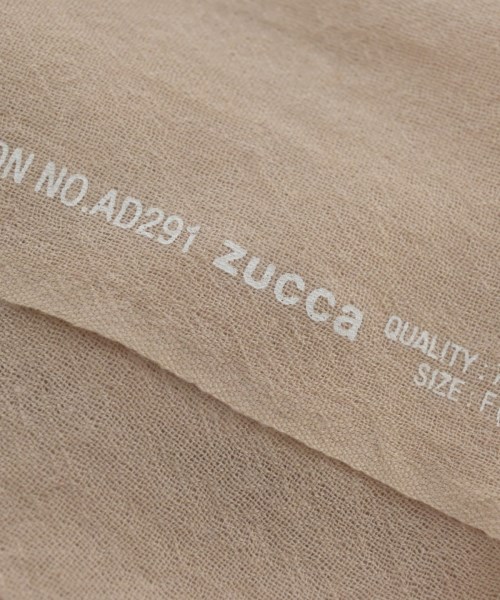 ON NO.AD291 zucca
QUALITY :
SIZE : F